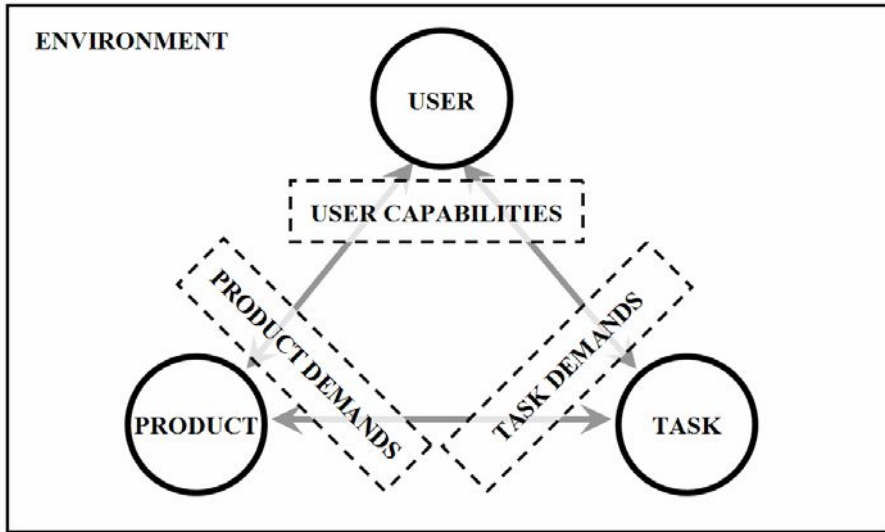 ENVIRONMENT
USER
USER CAPABILITIES
PRODUCT DEMANDS
TASK DEMANDS
PRODUCT
TASK